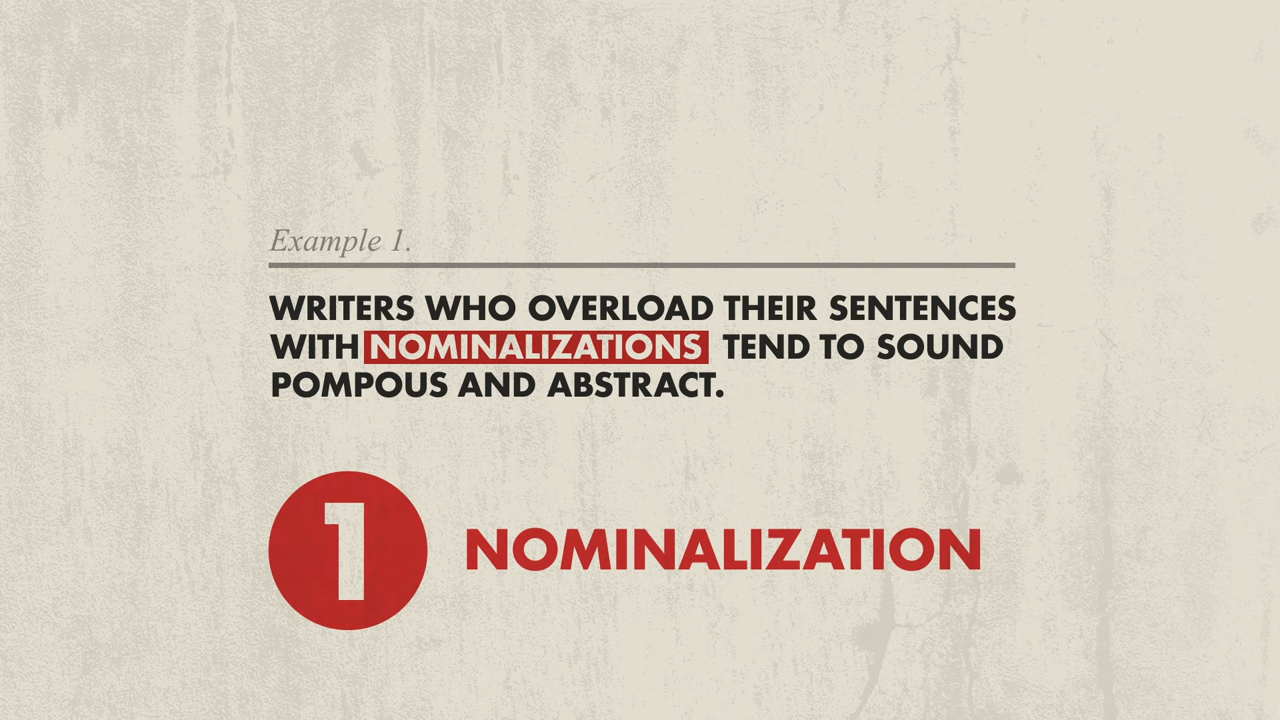 Example 1.
WRITERS WHO OVERLOAD THEIR SENTENCES
WITH NOMINALIZATIONS TEND TO SOUND
POMPOUS AND ABSTRACT.
1 NOMINALIZATION